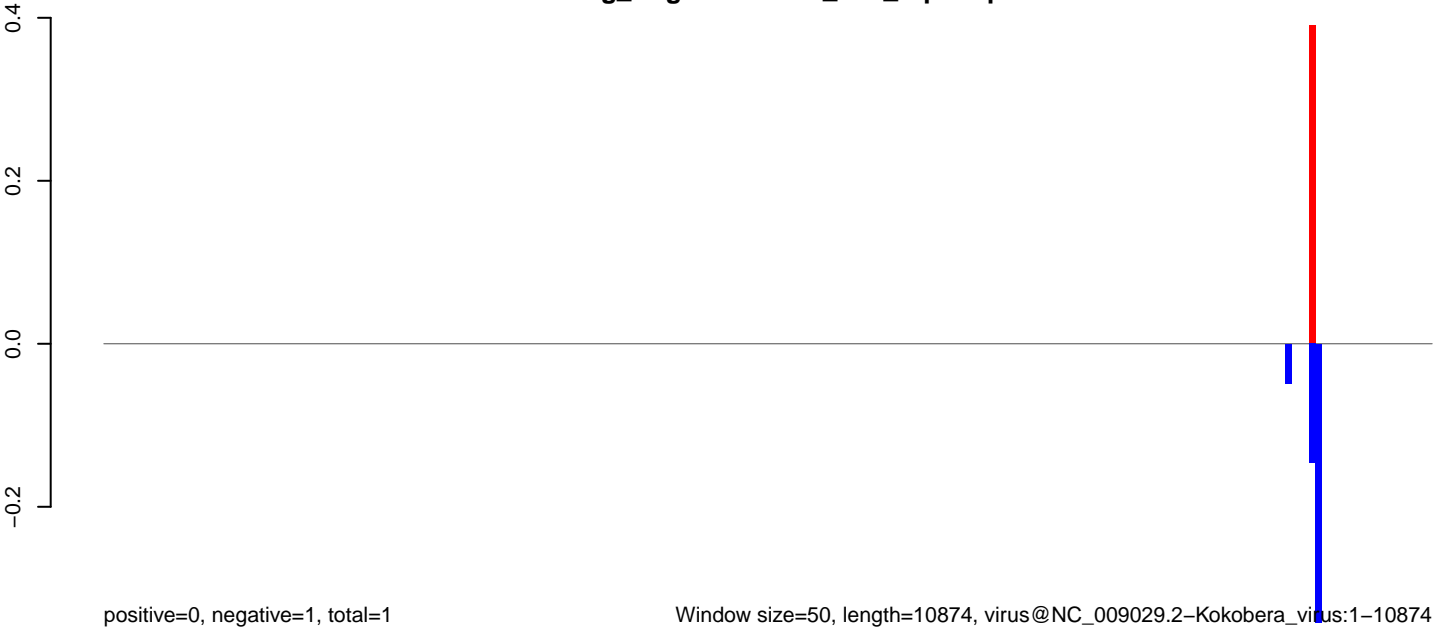 0.4
0.2
0.0
−0.2
positive=0, negative=1, total=1
Window size=50, length=10874, virus@NC_009029.2−Kokobera_virus:1−10874